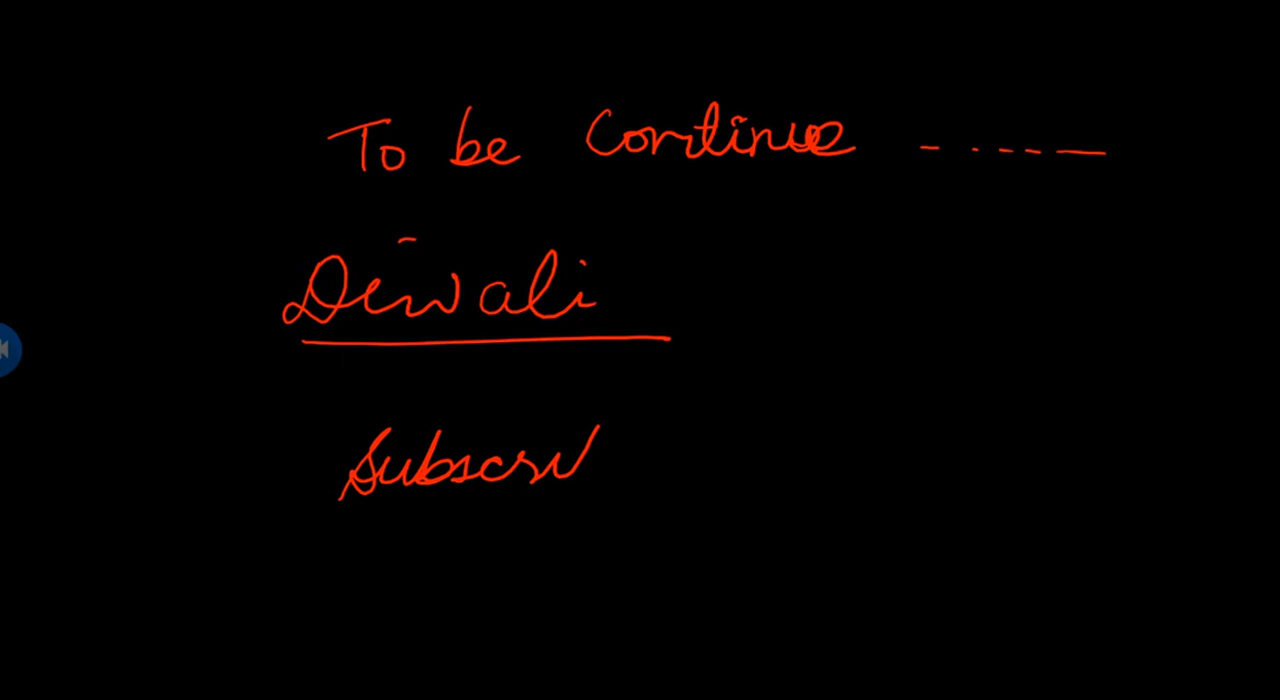 To be Continue ------
Diwali
Subscri